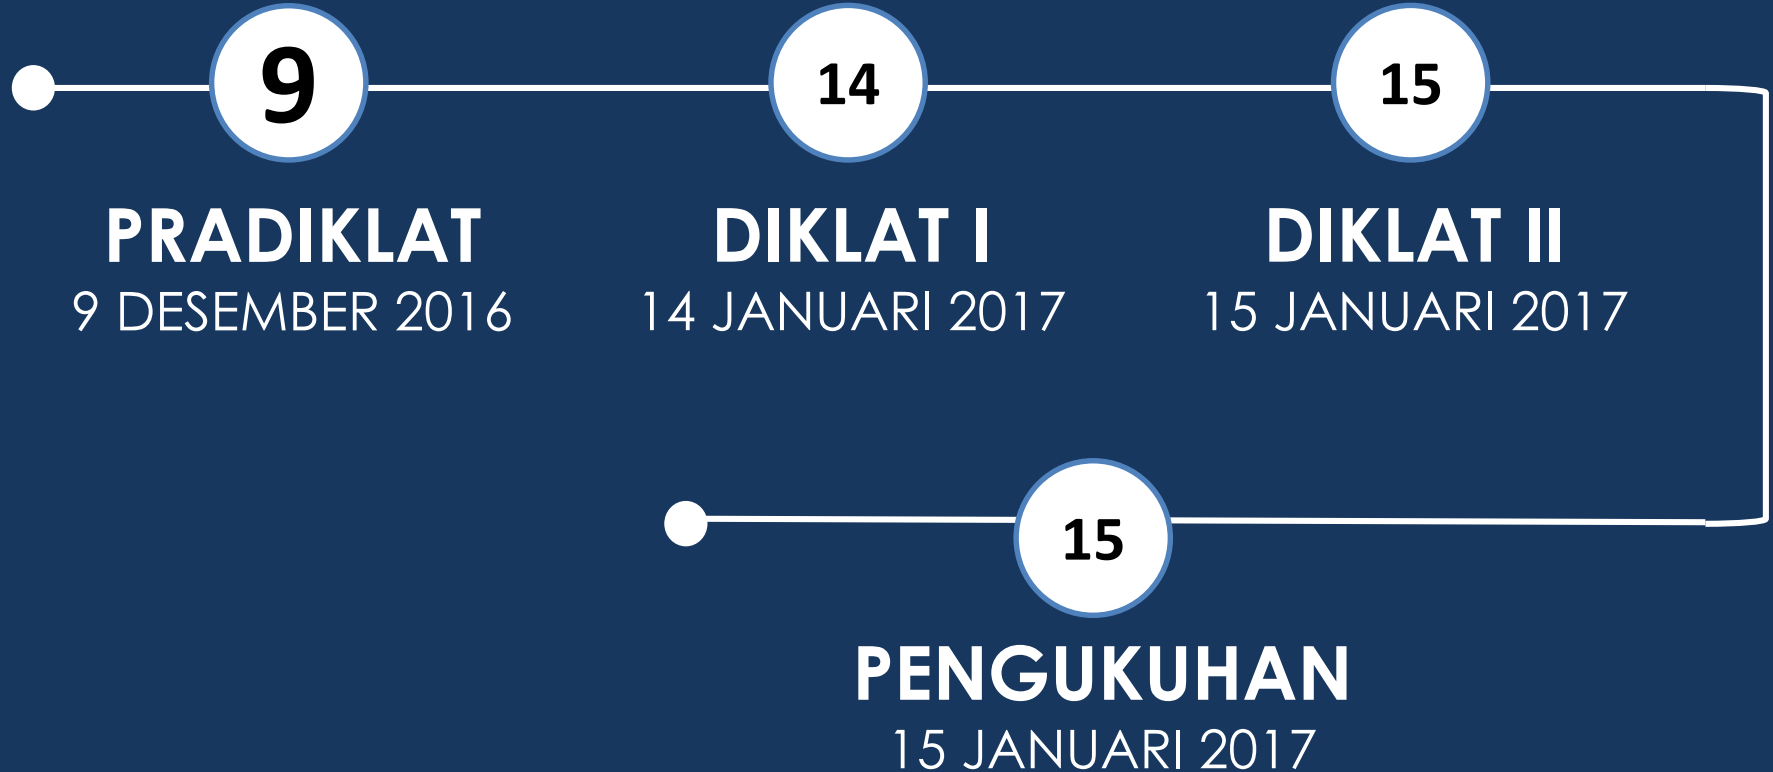 9
14
15
PRADIKLAT
9 DESEMBER 2016
DIKLAT I
14 JANUARI 2017
DIKLAT II
15 JANUARI 2017
15
PENGUKUHAN
15 JANUARI 2017